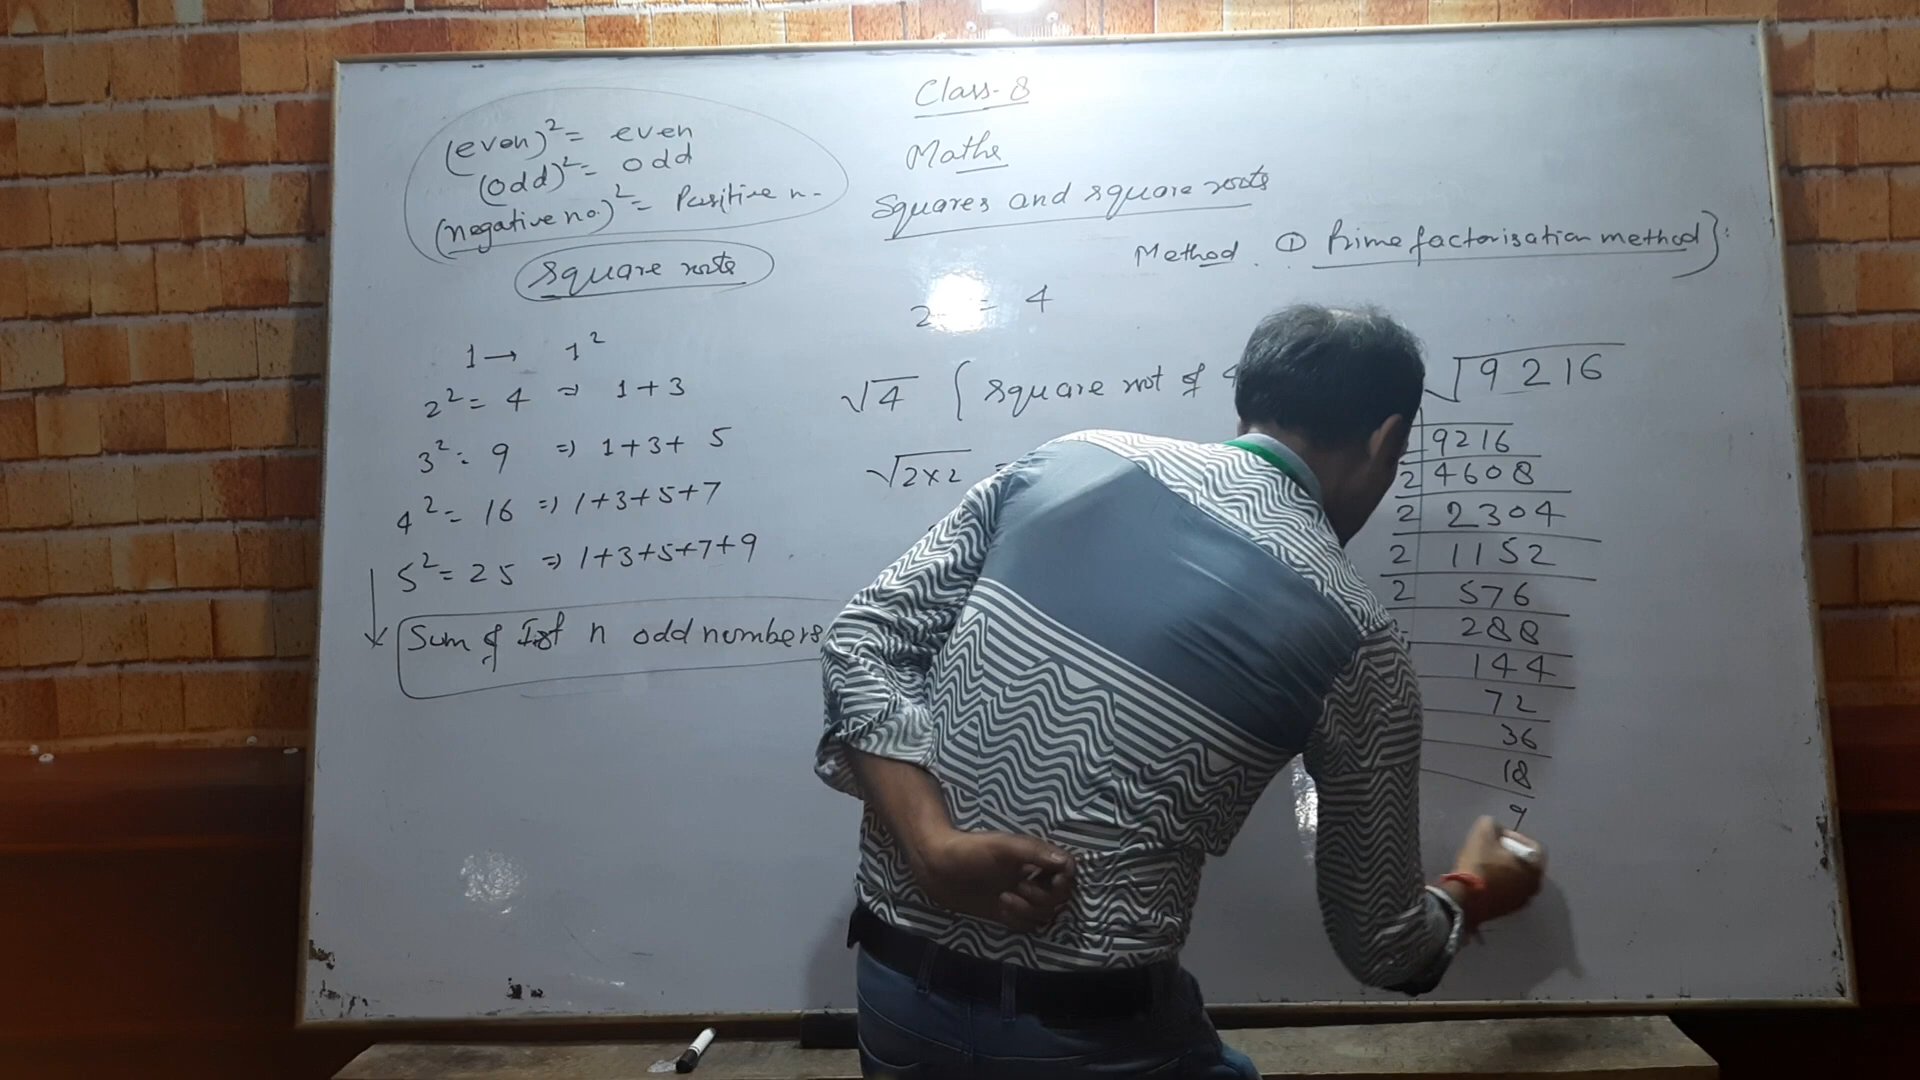 Class-8
Maths
Squares and square roots
(even)² = even
(odd)² = odd
(negative no.)² = Positive n.
square roots
1 → 1²
2² = 4 ⇒ 1+3
3² = 9 ⇒ 1+3+5
4² = 16 ⇒ 1+3+5+7
5² = 25 ⇒ 1+3+5+7+9
Sum of Ist n odd numbers
Method ① Prime factorisation method}:
2 = 4
√4 { square root of 4
√2×2
√9216
9216
2 4608
2 2304
2 1152
2 576
288
144
72
36
18
9